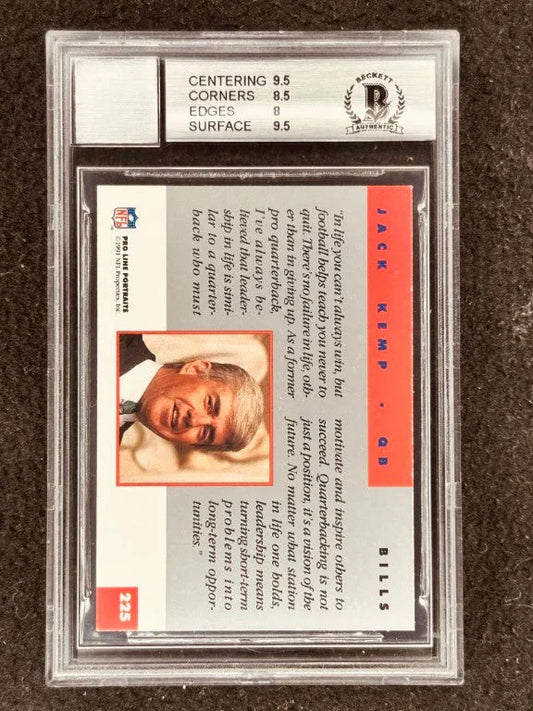 CENTERING 9.5
CORNERS 8.5
EDGES 8
SURFACE 9.5
BECKETT
B
AUTHENTIC
JACK KEMP · QB
BILLS
"In life you can't always win, but
football helps teach you never to
quit. There's no failure in life, oth-
er than in giving up. As a former
pro quarterback,
I've always be-
lieved that leader-
ship in life is simi-
lar to a quarter-
back who must
motivate and inspire others to
succeed. Quarterbacking is not
just a position, it's a vision of the
future. No matter what station
in life one holds,
leadership means
turning short-term
problems into
long-term oppor-
tunities."
NFL
PRO LINE PORTRAITS
©1991 NFL Properties, Inc.
225